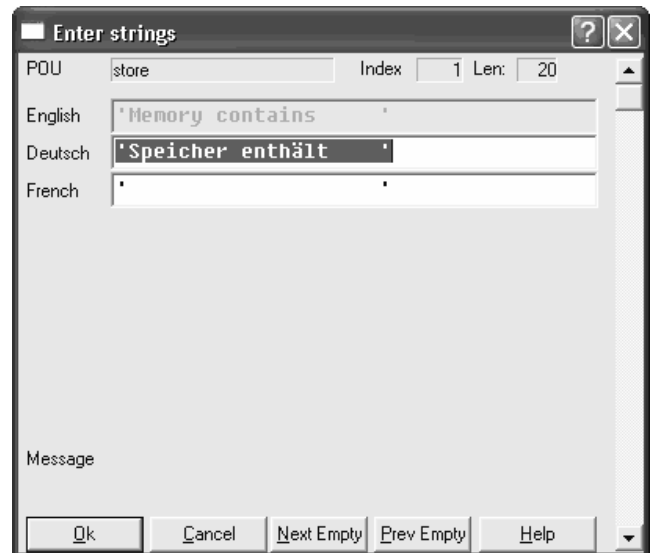 Enter strings
POU store Index 1 Len: 20
English 'Memory contains     '
Deutsch 'Speicher enthält    '
French '                    '
Message
Ok Cancel Next Empty Prev Empty Help